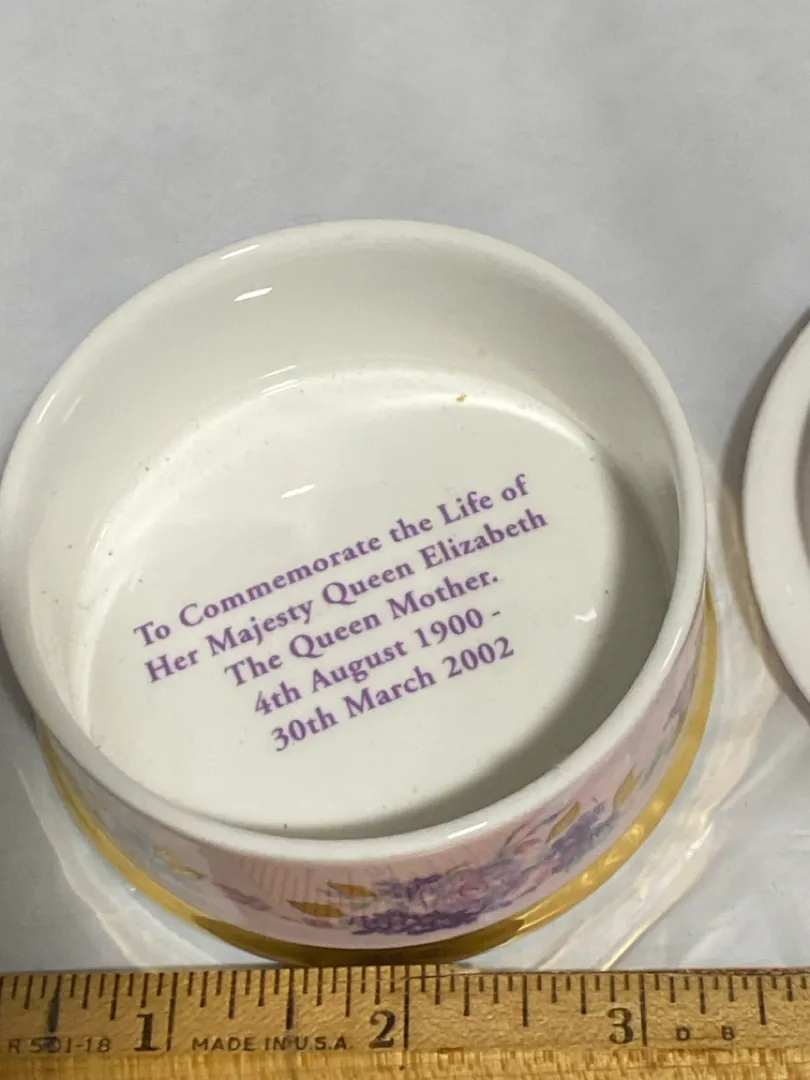 To Commemorate the Life of
Her Majesty Queen Elizabeth
The Queen Mother.
4th August 1900 -
30th March 2002
1 2 3
R 501-18 MADE IN U.S.A. D B